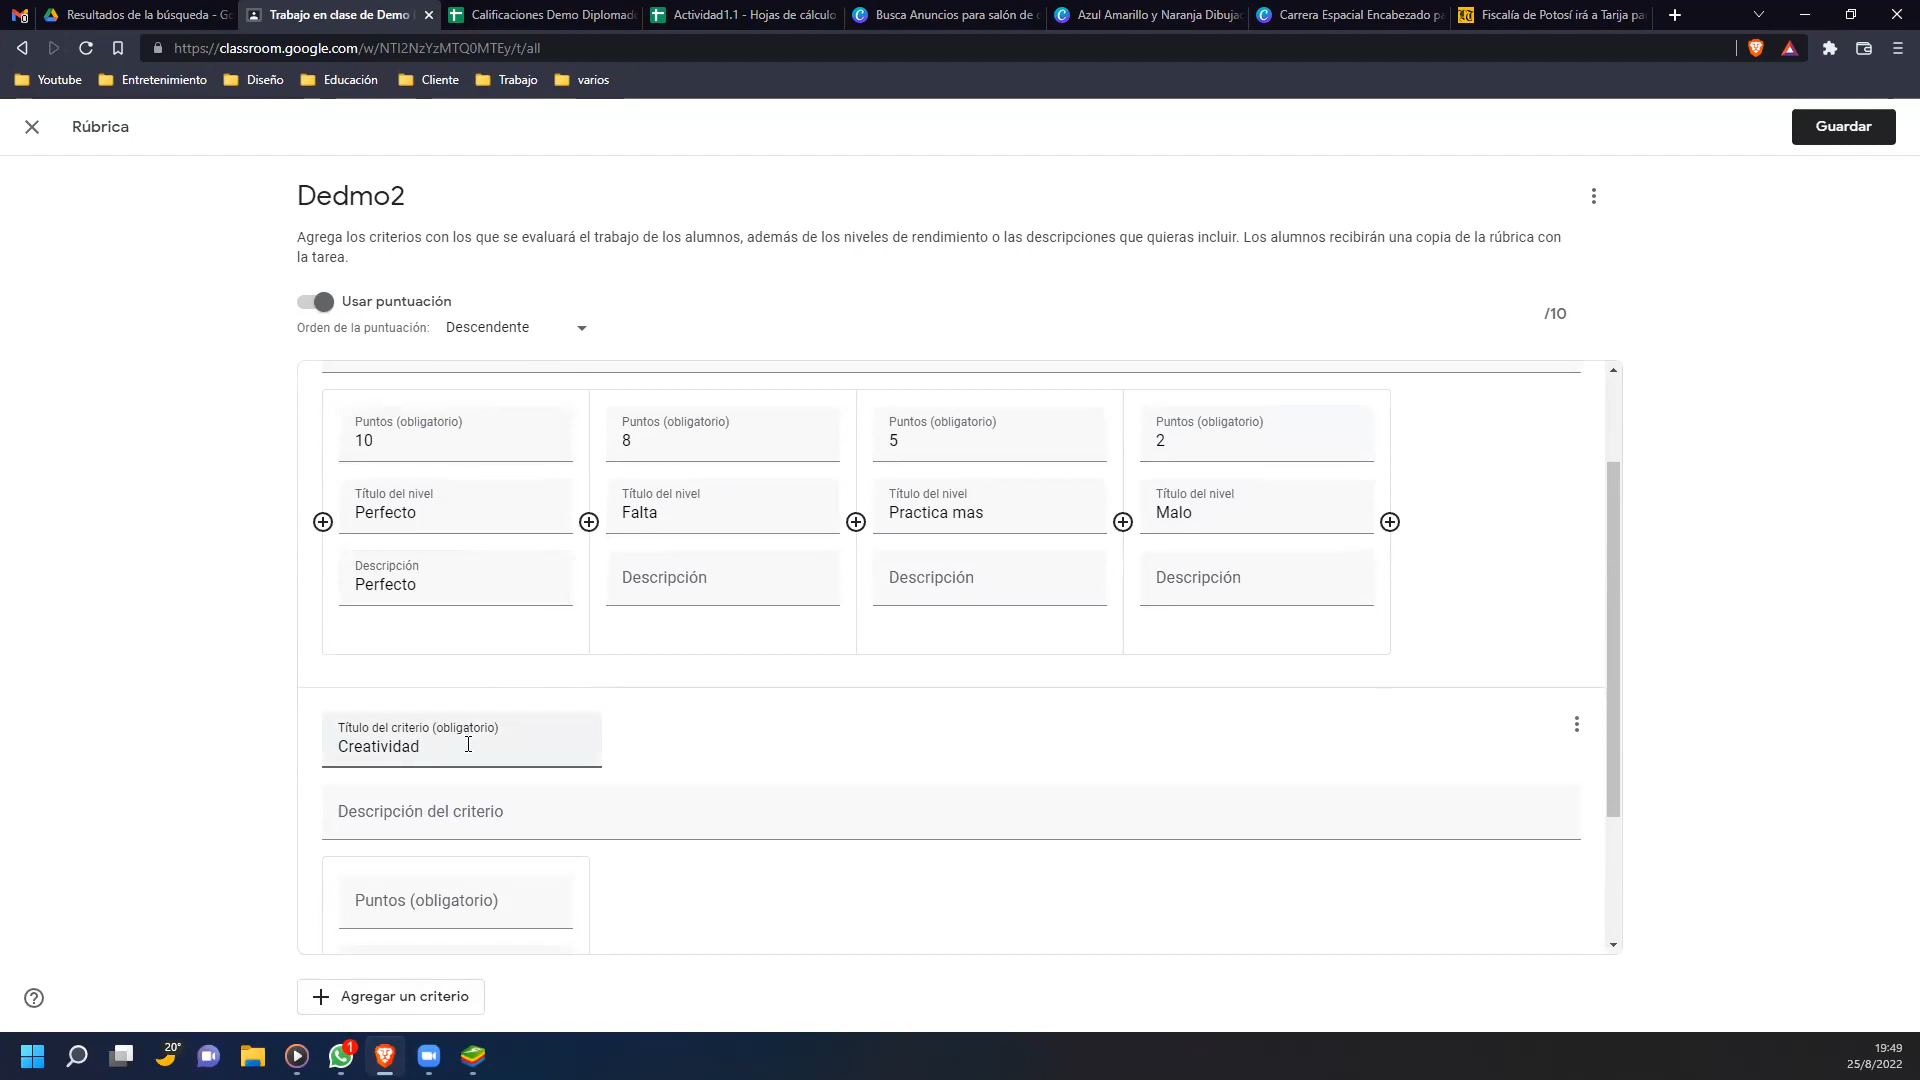 Resultados de la búsqueda - G
Trabajo en clase de Demo
Calificaciones Demo Diplomad
Actividad1.1 - Hojas de cálculo
Busca Anuncios para salón de c
Azul Amarillo y Naranja Dibuja
Carrera Espacial Encabezado p
Fiscalía de Potosí irá a Tarija pa
https://classroom.google.com/w/NTI2NzYzMTQ0MTEy/t/all
Youtube
Entretenimiento
Diseño
Educación
Cliente
Trabajo
varios
Rúbrica
Guardar
Dedmo2
Agrega los criterios con los que se evaluará el trabajo de los alumnos, además de los niveles de rendimiento o las descripciones que quieras incluir. Los alumnos recibirán una copia de la rúbrica con
la tarea.
Usar puntuación
Orden de la puntuación: Descendente
/10
Puntos (obligatorio)
10
Título del nivel
Perfecto
Descripción
Perfecto
Puntos (obligatorio)
8
Título del nivel
Falta
Descripción
Puntos (obligatorio)
5
Título del nivel
Practica mas
Descripción
Puntos (obligatorio)
2
Título del nivel
Malo
Descripción
Título del criterio (obligatorio)
Creatividad
Descripción del criterio
Puntos (obligatorio)
Agregar un criterio
20°
1
19:49
25/8/2022